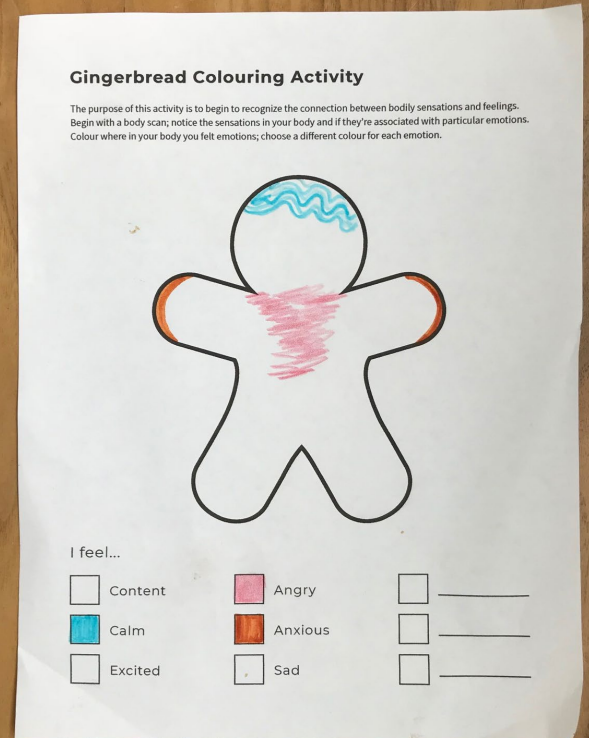 Gingerbread Colouring Activity
The purpose of this activity is to begin to recognize the connection between bodily sensations and feelings.
Begin with a body scan; notice the sensations in your body and if they're associated with particular emotions.
Colour where in your body you felt emotions; choose a different colour for each emotion.
I feel...
Content
Angry
Calm
Anxious
Excited
Sad